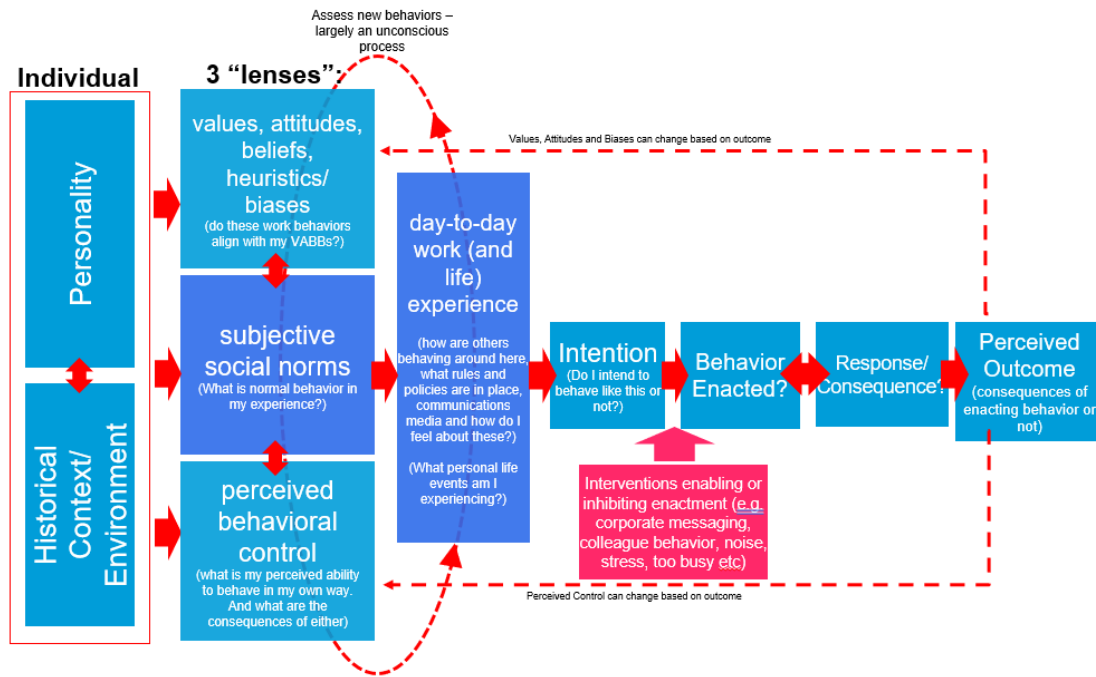 Assess new behaviors –
largely an unconscious
process
Individual
3 “lenses”:
Personality
Historical
Context/
Environment
values, attitudes,
beliefs,
heuristics/
biases
(do these work behaviors
align with my VABBs?)
subjective
social norms
(What is normal behavior in
my experience?)
perceived
behavioral
control
(what is my perceived ability
to behave in my own way.
And what are the
consequences of either)
day-to-day
work (and
life)
experience
(how are others
behaving around here,
what rules and
policies are in place,
communications
media and how do I
feel about these?)
(What personal life
events am I
experiencing?)
Values, Attitudes and Biases can change based on outcome
Intention
(Do I intend to
behave like this or
not?)
Behavior
Enacted?
Response/
Consequence?
Perceived
Outcome
(consequences of
enacting behavior or
not)
Interventions enabling or
inhibiting enactment (e.g
corporate messaging,
colleague behavior, noise,
stress, too busy etc)
Perceived Control can change based on outcome